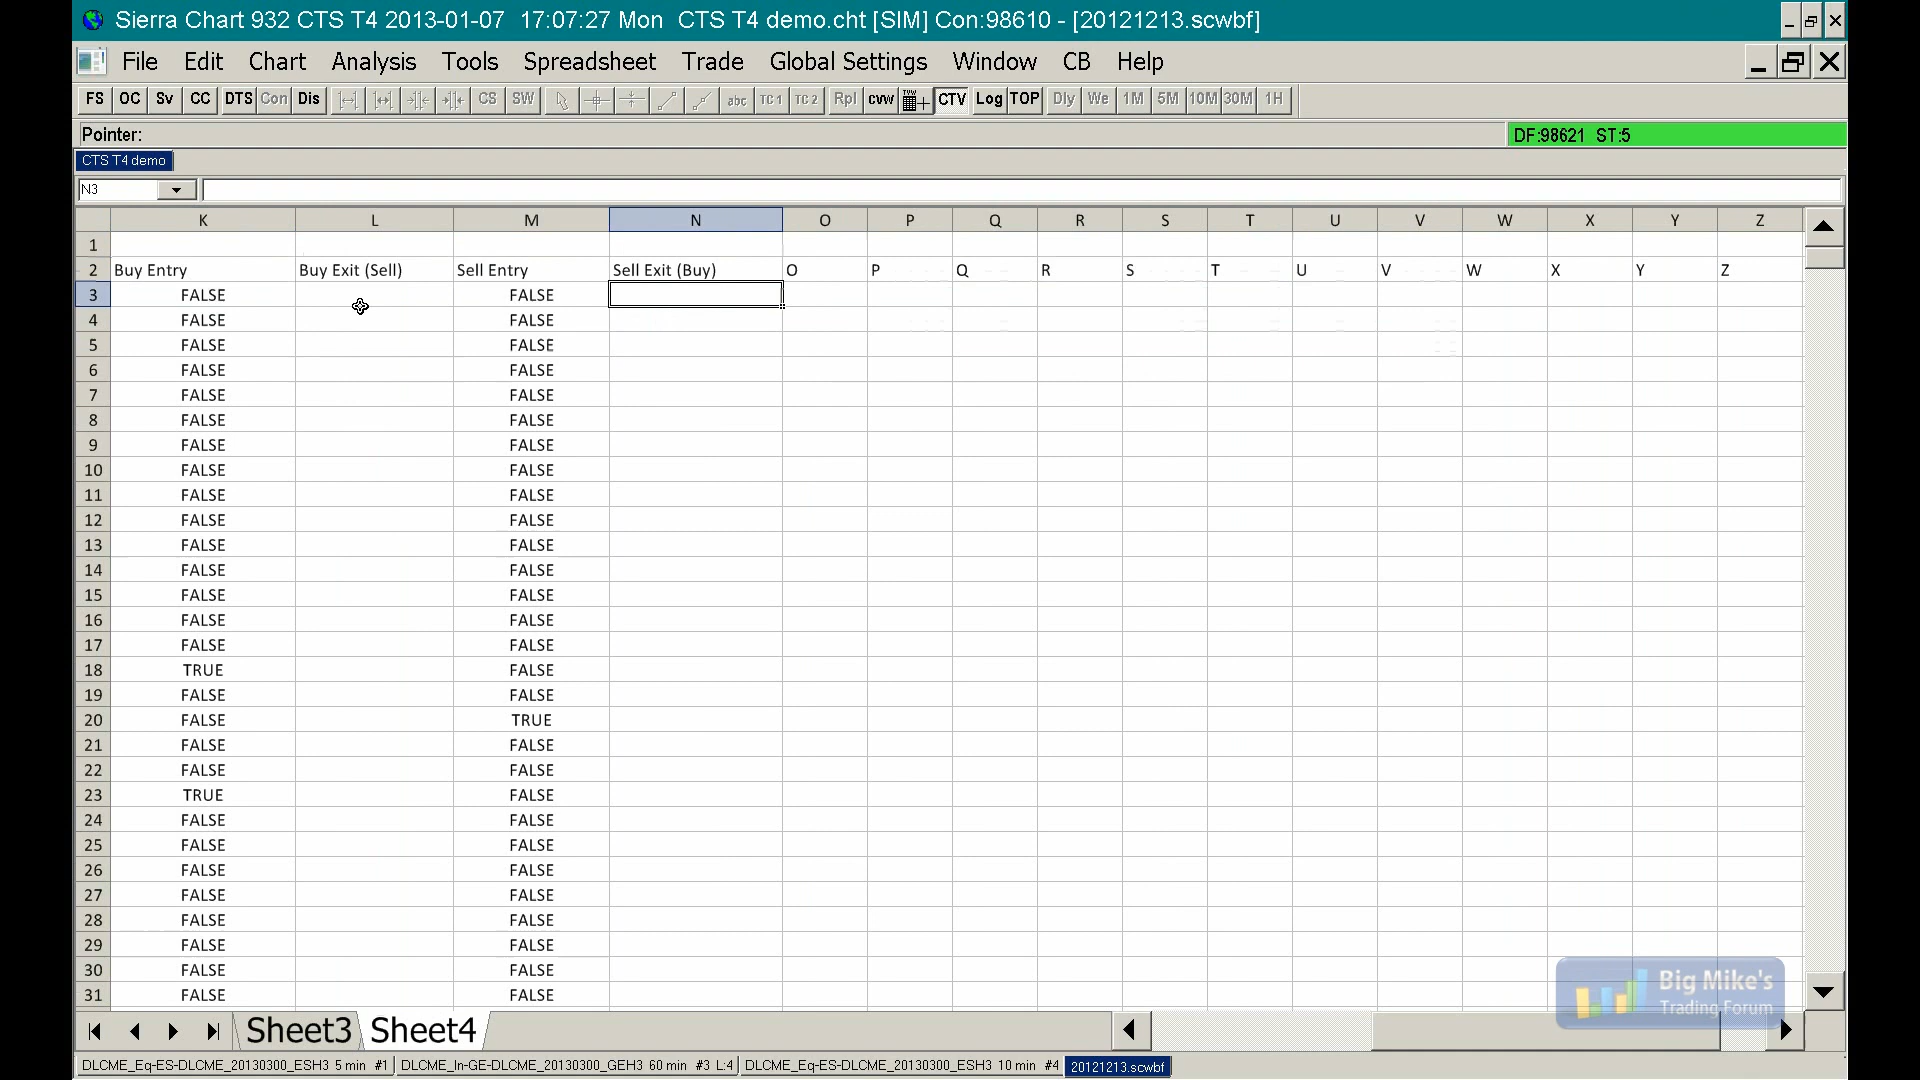 Sierra Chart 932 CTS T4 2013-01-07 17:07:27 Mon CTS T4 demo.cht [SIM] Con:98610 - [20121213.scwbf]
File Edit Chart Analysis Tools Spreadsheet Trade Global Settings Window CB Help
FS OC Sv CC DTS Con Dis CS SW abc TC 1 TC 2 Rpl CVW CTV Log TOP Dly We 1M 5M 10M 30M 1H
Pointer: DF:98621 ST:5
CTS T4 demo
N3
K L M N O P Q R S T U V W X Y Z
1
2 Buy Entry Buy Exit (Sell) Sell Entry Sell Exit (Buy) O P Q R S T U V W X Y Z
3 FALSE FALSE
4 FALSE FALSE
5 FALSE FALSE
6 FALSE FALSE
7 FALSE FALSE
8 FALSE FALSE
9 FALSE FALSE
10 FALSE FALSE
11 FALSE FALSE
12 FALSE FALSE
13 FALSE FALSE
14 FALSE FALSE
15 FALSE FALSE
16 FALSE FALSE
17 FALSE FALSE
18 TRUE FALSE
19 FALSE FALSE
20 FALSE TRUE
21 FALSE FALSE
22 FALSE FALSE
23 TRUE FALSE
24 FALSE FALSE
25 FALSE FALSE
26 FALSE FALSE
27 FALSE FALSE
28 FALSE FALSE
29 FALSE FALSE
30 FALSE FALSE
31 FALSE FALSE
Big Mike's
Trading Forum
Sheet3 Sheet4
DLCME_Eq-ES-DLCME_20130300_ESH3 5 min #1 DLCME_In-GE-DLCME_20130300_GEH3 60 min #3 L:4 DLCME_Eq-ES-DLCME_20130300_ESH3 10 min #4 20121213.scwbf